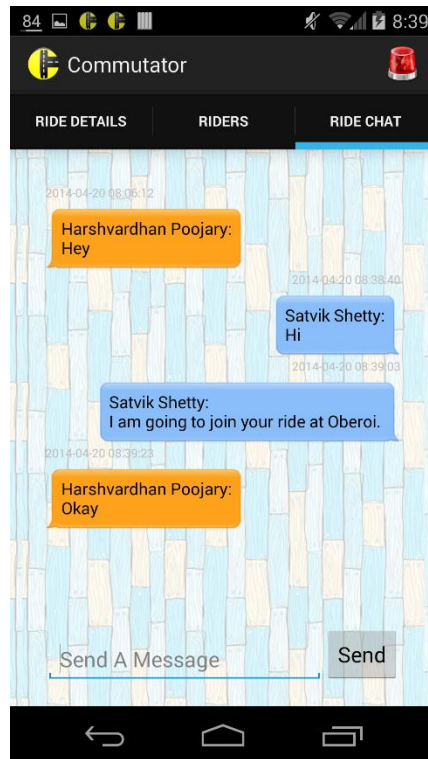 84 8:39
Commutator
RIDE DETAILS RIDERS RIDE CHAT
2014-04-20 08:06:12
Harshvardhan Poojary:
Hey
2014-04-20 08:38:40
Satvik Shetty:
Hi
2014-04-20 08:39:03
Satvik Shetty:
I am going to join your ride at Oberoi.
2014-04-20 08:39:23
Harshvardhan Poojary:
Okay
Send A Message Send